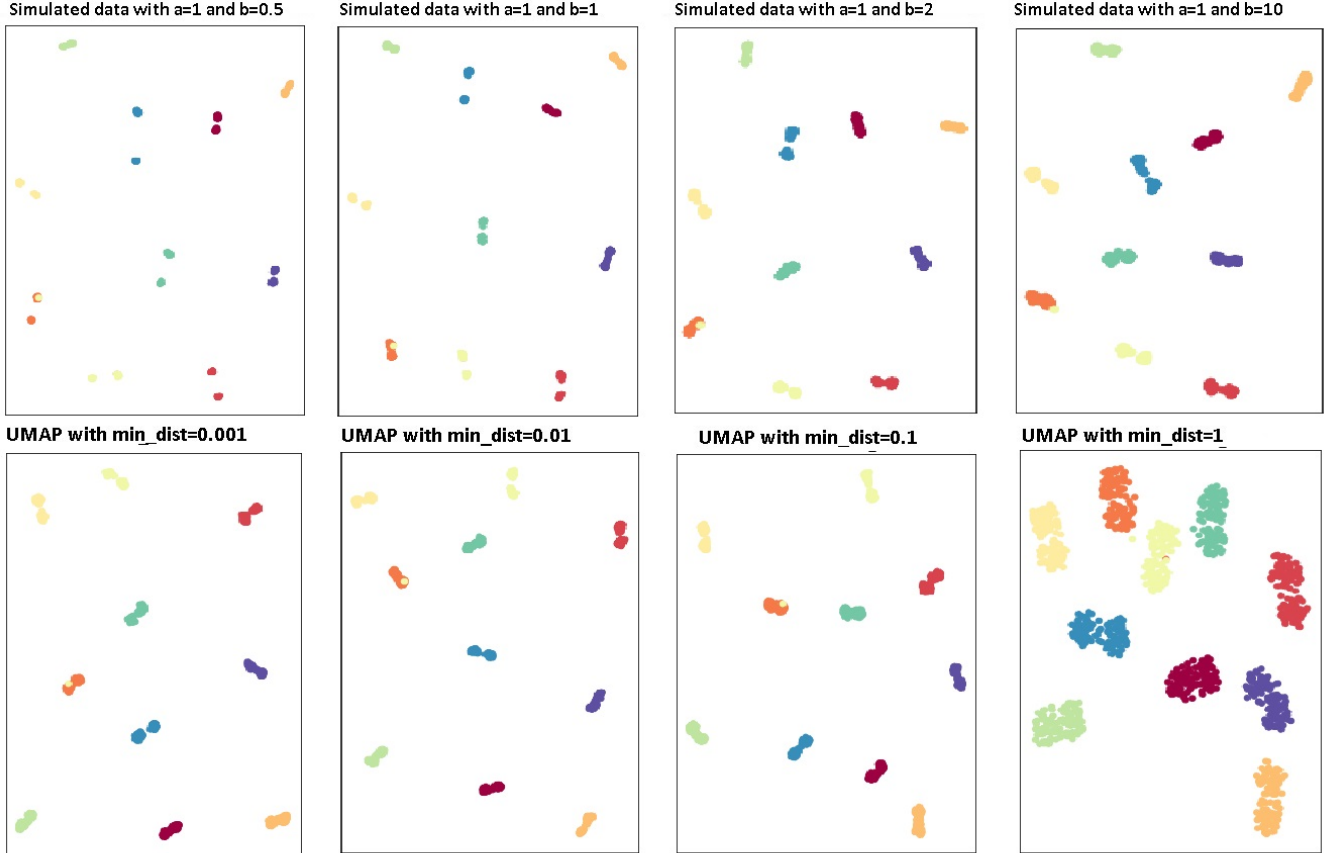 Simulated data with a=1 and b=0.5
Simulated data with a=1 and b=1
Simulated data with a=1 and b=2
Simulated data with a=1 and b=10
UMAP with min_dist=0.001
UMAP with min_dist=0.01
UMAP with min_dist=0.1
UMAP with min_dist=1